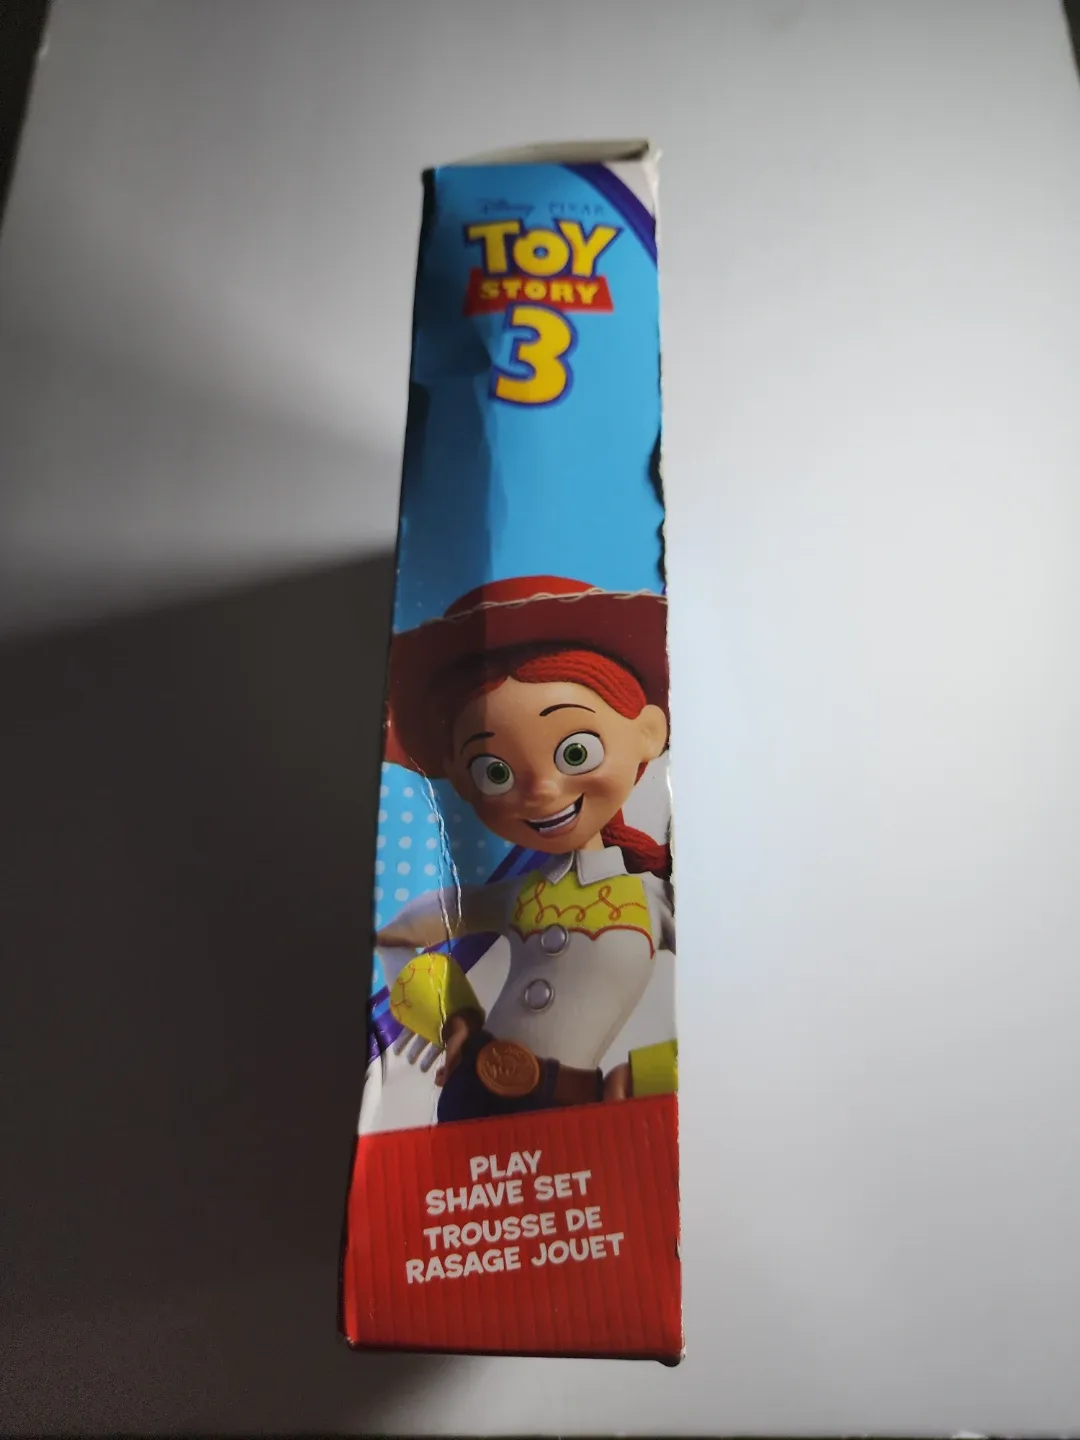 Disney PIXAR
TOY
STORY
3
PLAY
SHAVE SET
TROUSSE DE
RASAGE JOUET